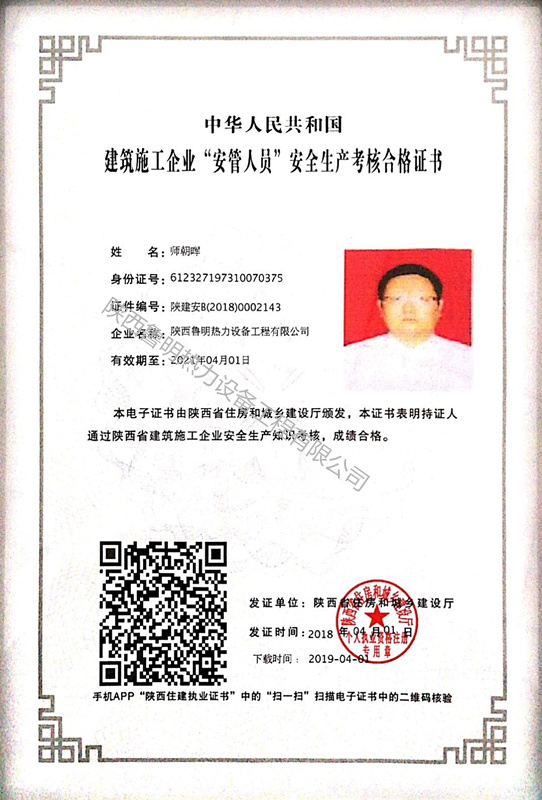 中华人民共和国
建筑施工企业“安管人员”安全生产考核合格证书
姓 名：师朝晖
身份证号：612327197310070375
证件编号：陕建安B(2018)0002143
企业名称：陕西鲁明热力设备工程有限公司
有效期至：2021年04月01日
本电子证书由陕西省住房和城乡建设厅颁发，本证书表明持证人
通过陕西省建筑施工企业安全生产知识考核，成绩合格。
陕西鲁明热力设备工程有限公司
发证单位：陕西省住房和城乡建设厅
发证时间：2018 年 04 月 01 日
下载时间：2019-04-01
陕西省住房和城乡建设厅
个人执业资格注册
专用章
手机APP“陕西住建执业证书”中的“扫一扫”扫描电子证书中的二维码核验